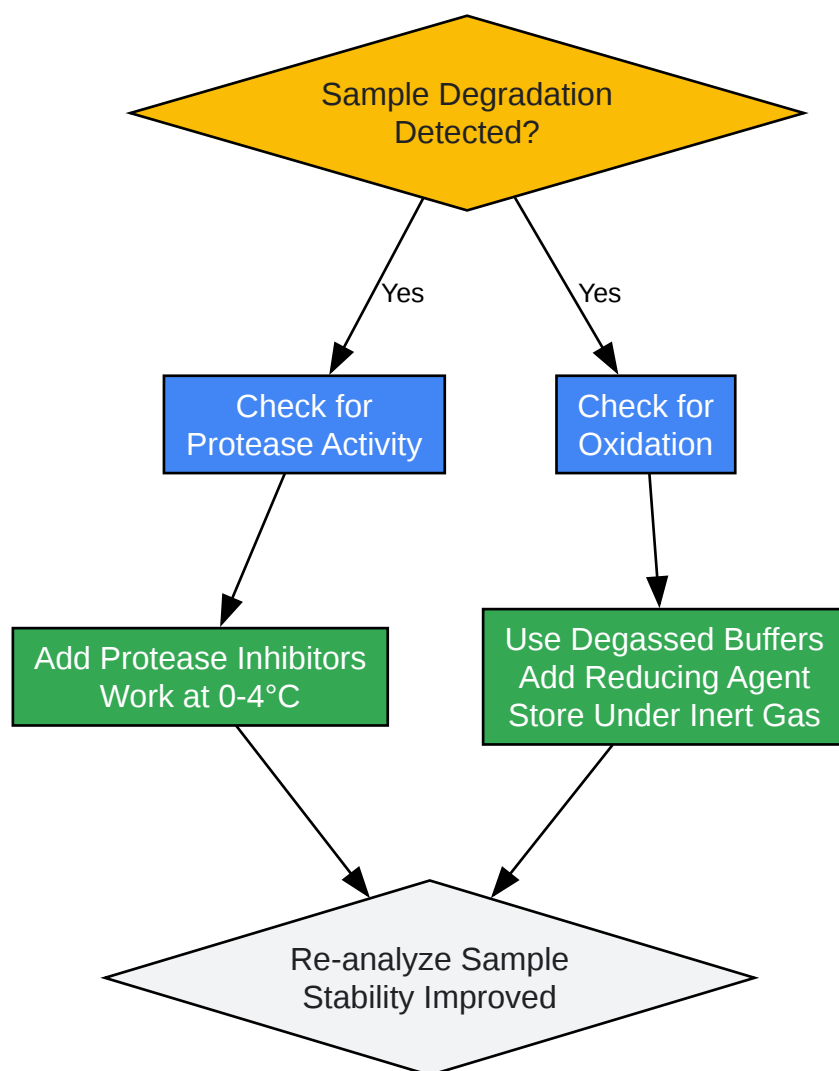 Sample Degradation
Detected?
Yes
Yes
Check for
Protease Activity
Check for
Oxidation
Add Protease Inhibitors
Work at 0-4°C
Use Degassed Buffers
Add Reducing Agent
Store Under Inert Gas
Re-analyze Sample
Stability Improved